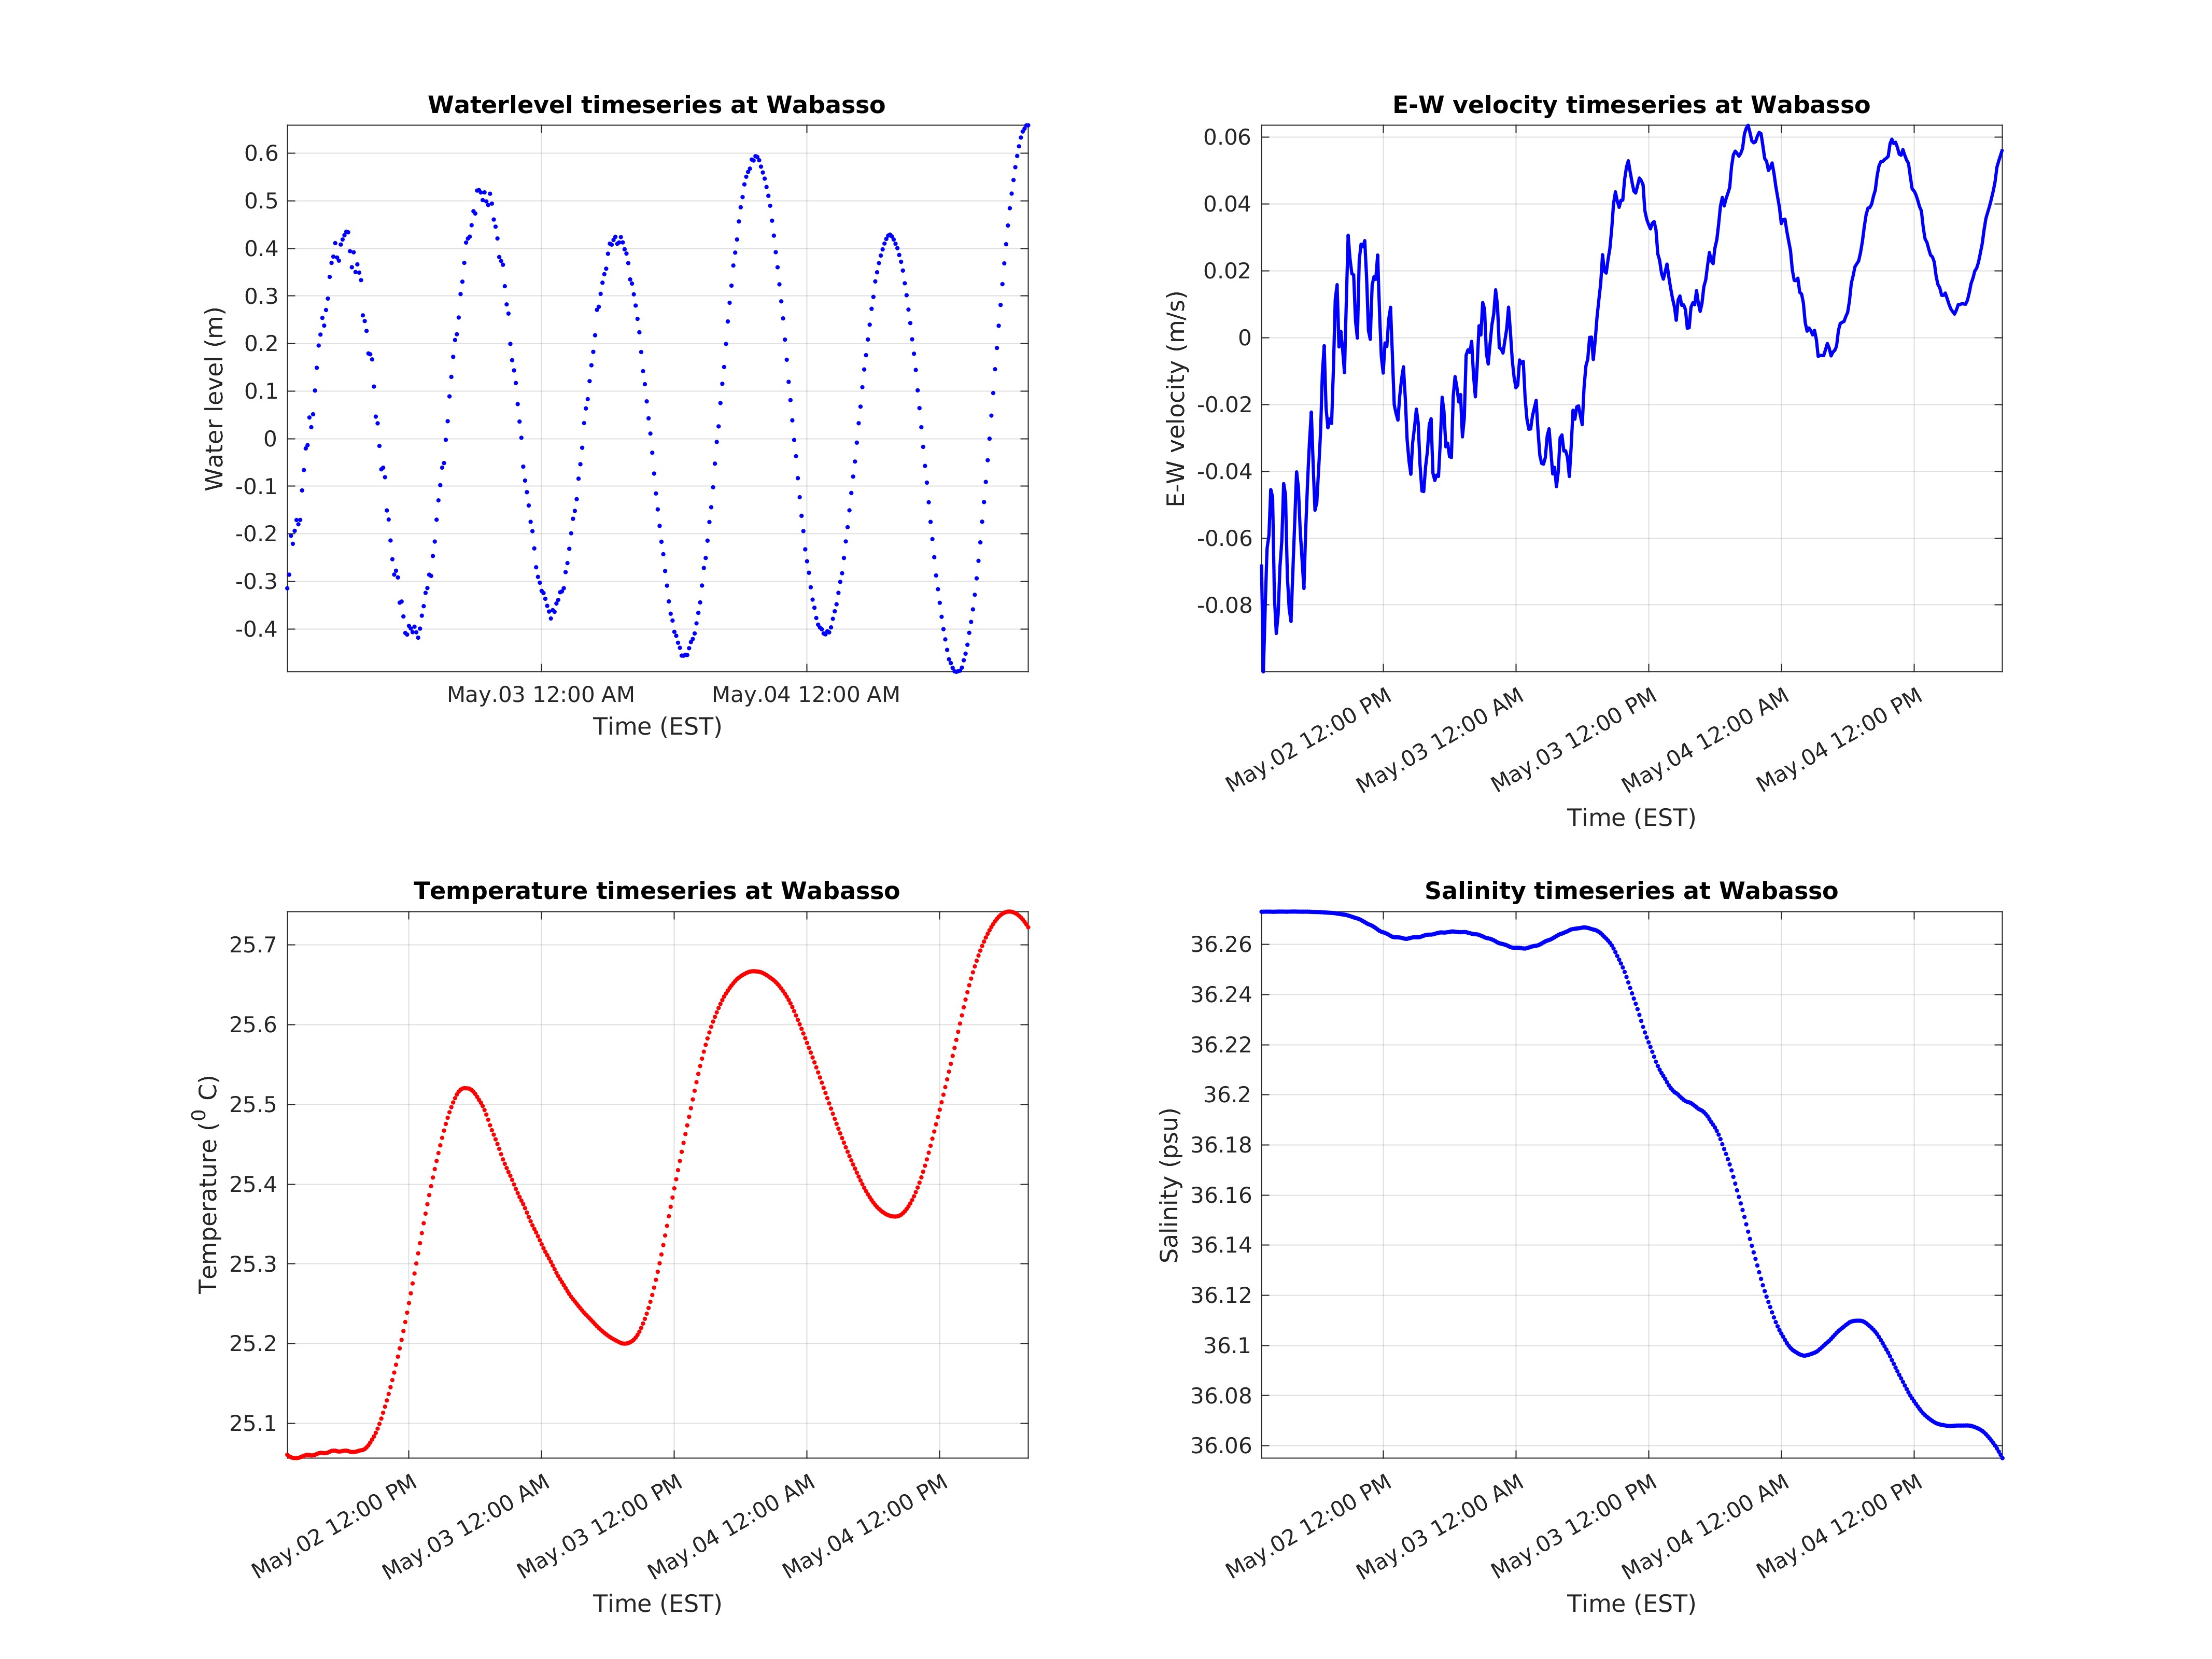 Waterlevel timeseries at Wabasso
0.6
0.5
0.4
0.3
0.2
0.1
0
-0.1
-0.2
-0.3
-0.4
Water level (m)
May.03 12:00 AM
May.04 12:00 AM
Time (EST)
E-W velocity timeseries at Wabasso
0.06
0.04
0.02
0
-0.02
-0.04
-0.06
-0.08
E-W velocity (m/s)
May.02 12:00 PM
May.03 12:00 AM
May.03 12:00 PM
May.04 12:00 AM
May.04 12:00 PM
Time (EST)
Temperature timeseries at Wabasso
25.7
25.6
25.5
25.4
25.3
25.2
25.1
Temperature (⁰ C)
May.02 12:00 PM
May.03 12:00 AM
May.03 12:00 PM
May.04 12:00 AM
May.04 12:00 PM
Time (EST)
Salinity timeseries at Wabasso
36.26
36.24
36.22
36.2
36.18
36.16
36.14
36.12
36.1
36.08
36.06
Salinity (psu)
May.02 12:00 PM
May.03 12:00 AM
May.03 12:00 PM
May.04 12:00 AM
May.04 12:00 PM
Time (EST)